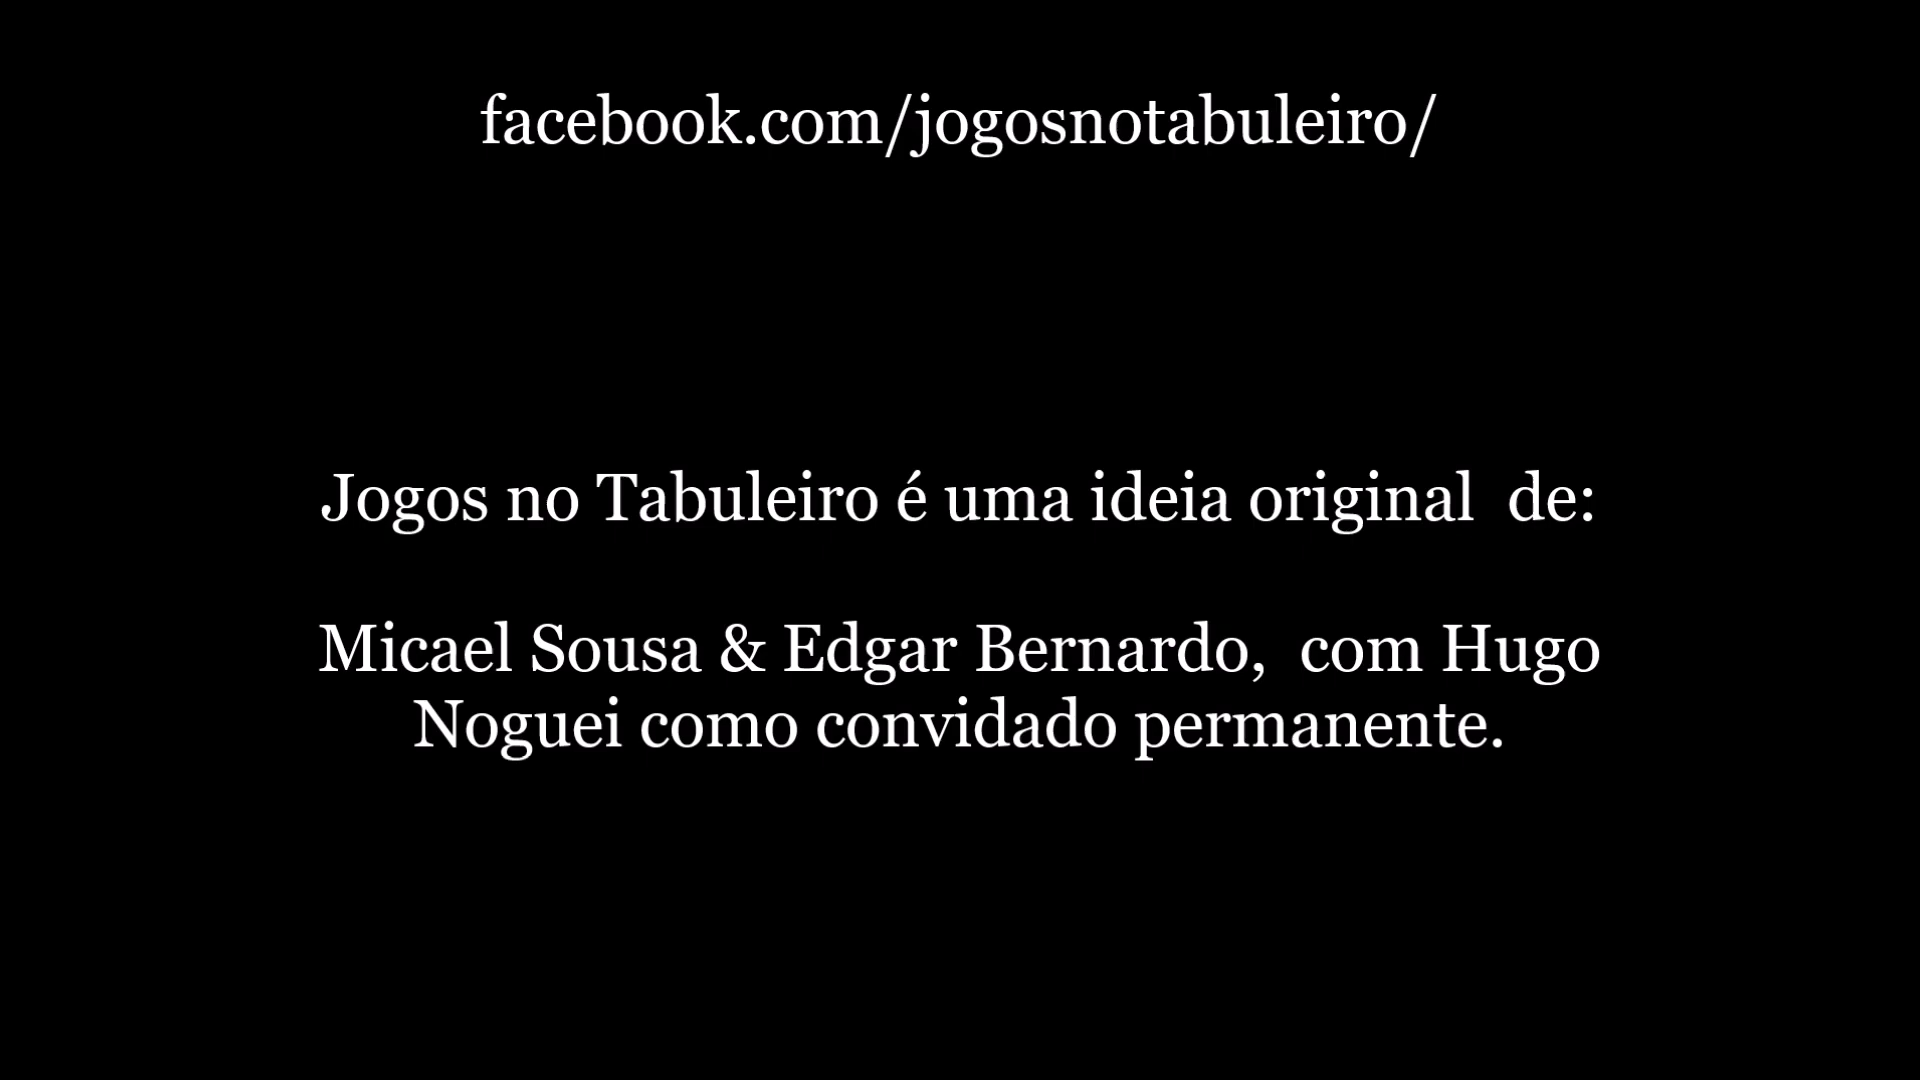 facebook.com/jogosnotabuleiro/
Jogos no Tabuleiro é uma ideia original  de:
Micael Sousa & Edgar Bernardo,  com Hugo
Noguei como convidado permanente.